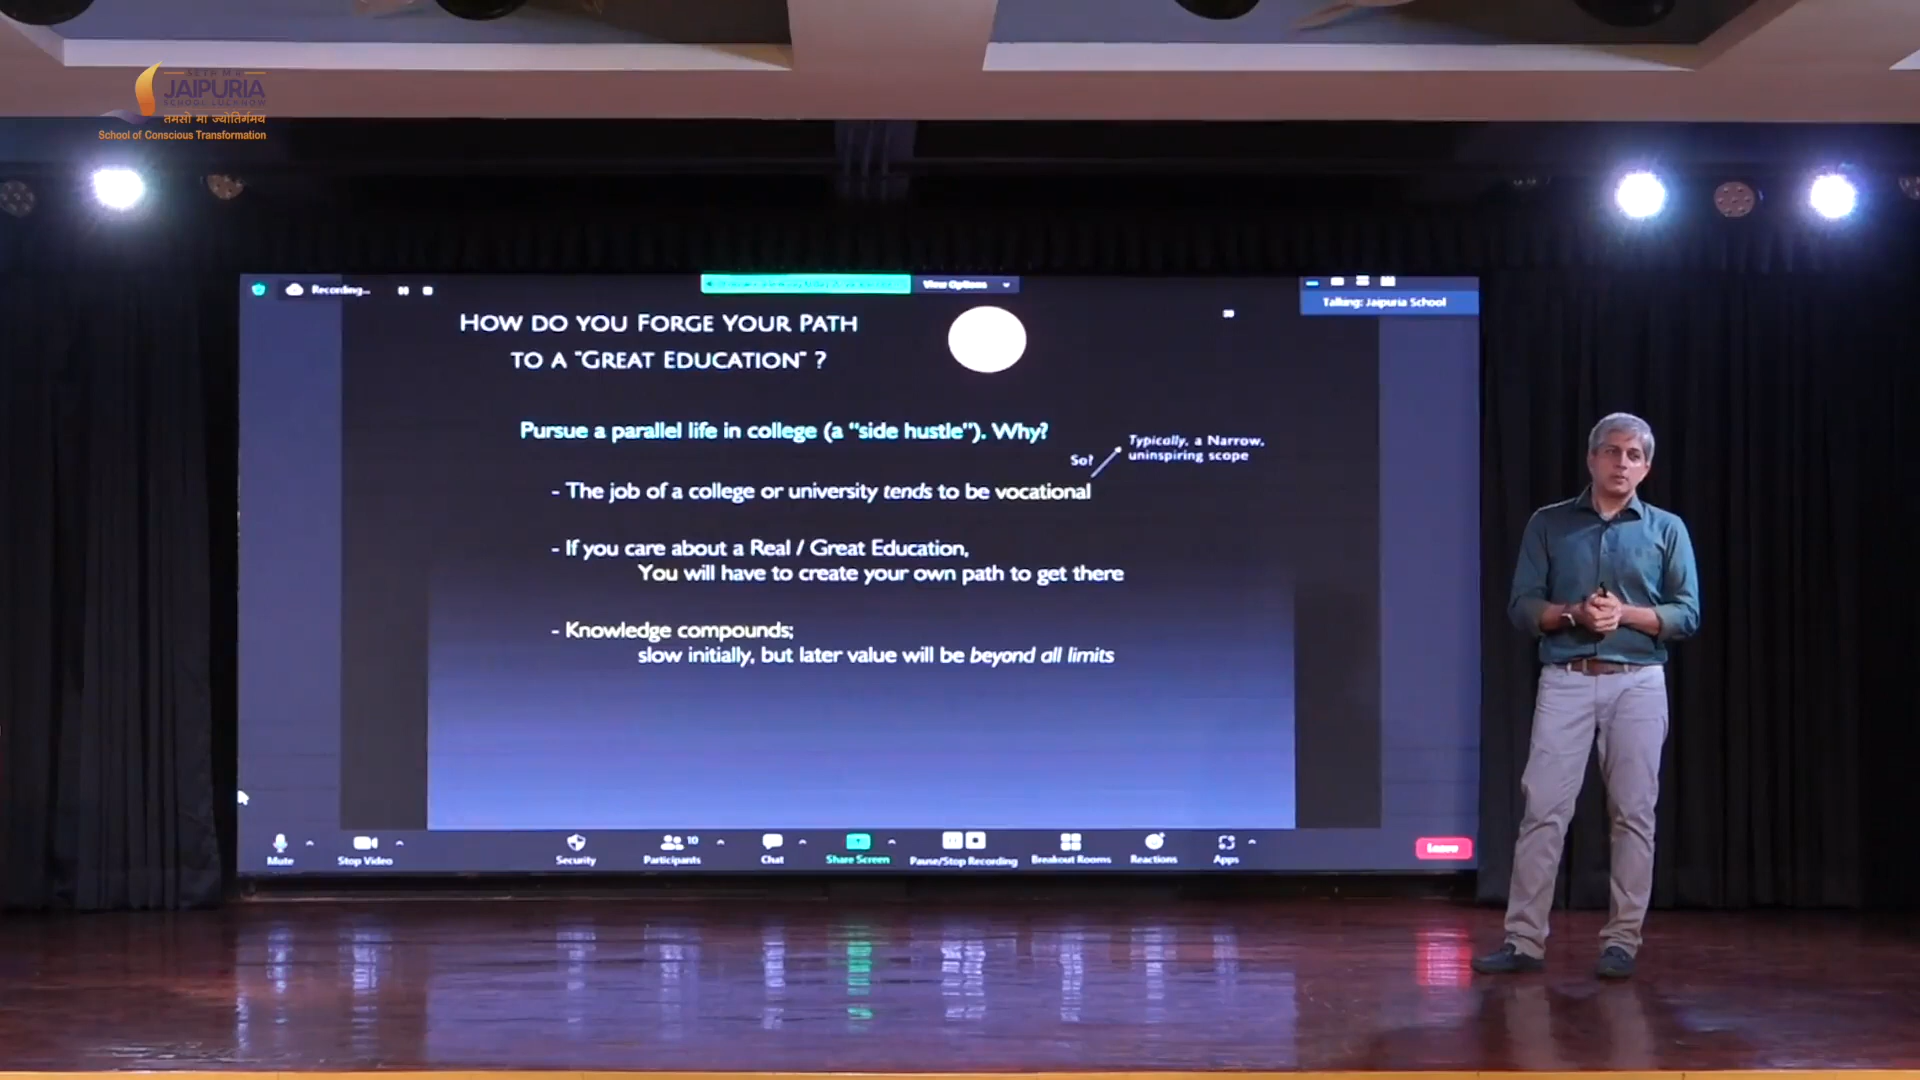 SETH M.R.
JAIPURIA
SCHOOL LUCKNOW
तमसो मा ज्योतिर्गमय
School of Conscious Transformation
Recording...
View Options
Talking: Jaipuria School
HOW DO YOU FORGE YOUR PATH
TO A "GREAT EDUCATION" ?
Pursue a parallel life in college (a "side hustle"). Why?
So?
Typically, a Narrow,
uninspiring scope
- The job of a college or university tends to be vocational
- If you care about a Real / Great Education,
You will have to create your own path to get there
- Knowledge compounds;
slow initially, but later value will be beyond all limits
10
Mute
Stop Video
Security
Participants
Chat
Share Screen
Pause/Stop Recording
Breakout Rooms
Reactions
Apps
Leave